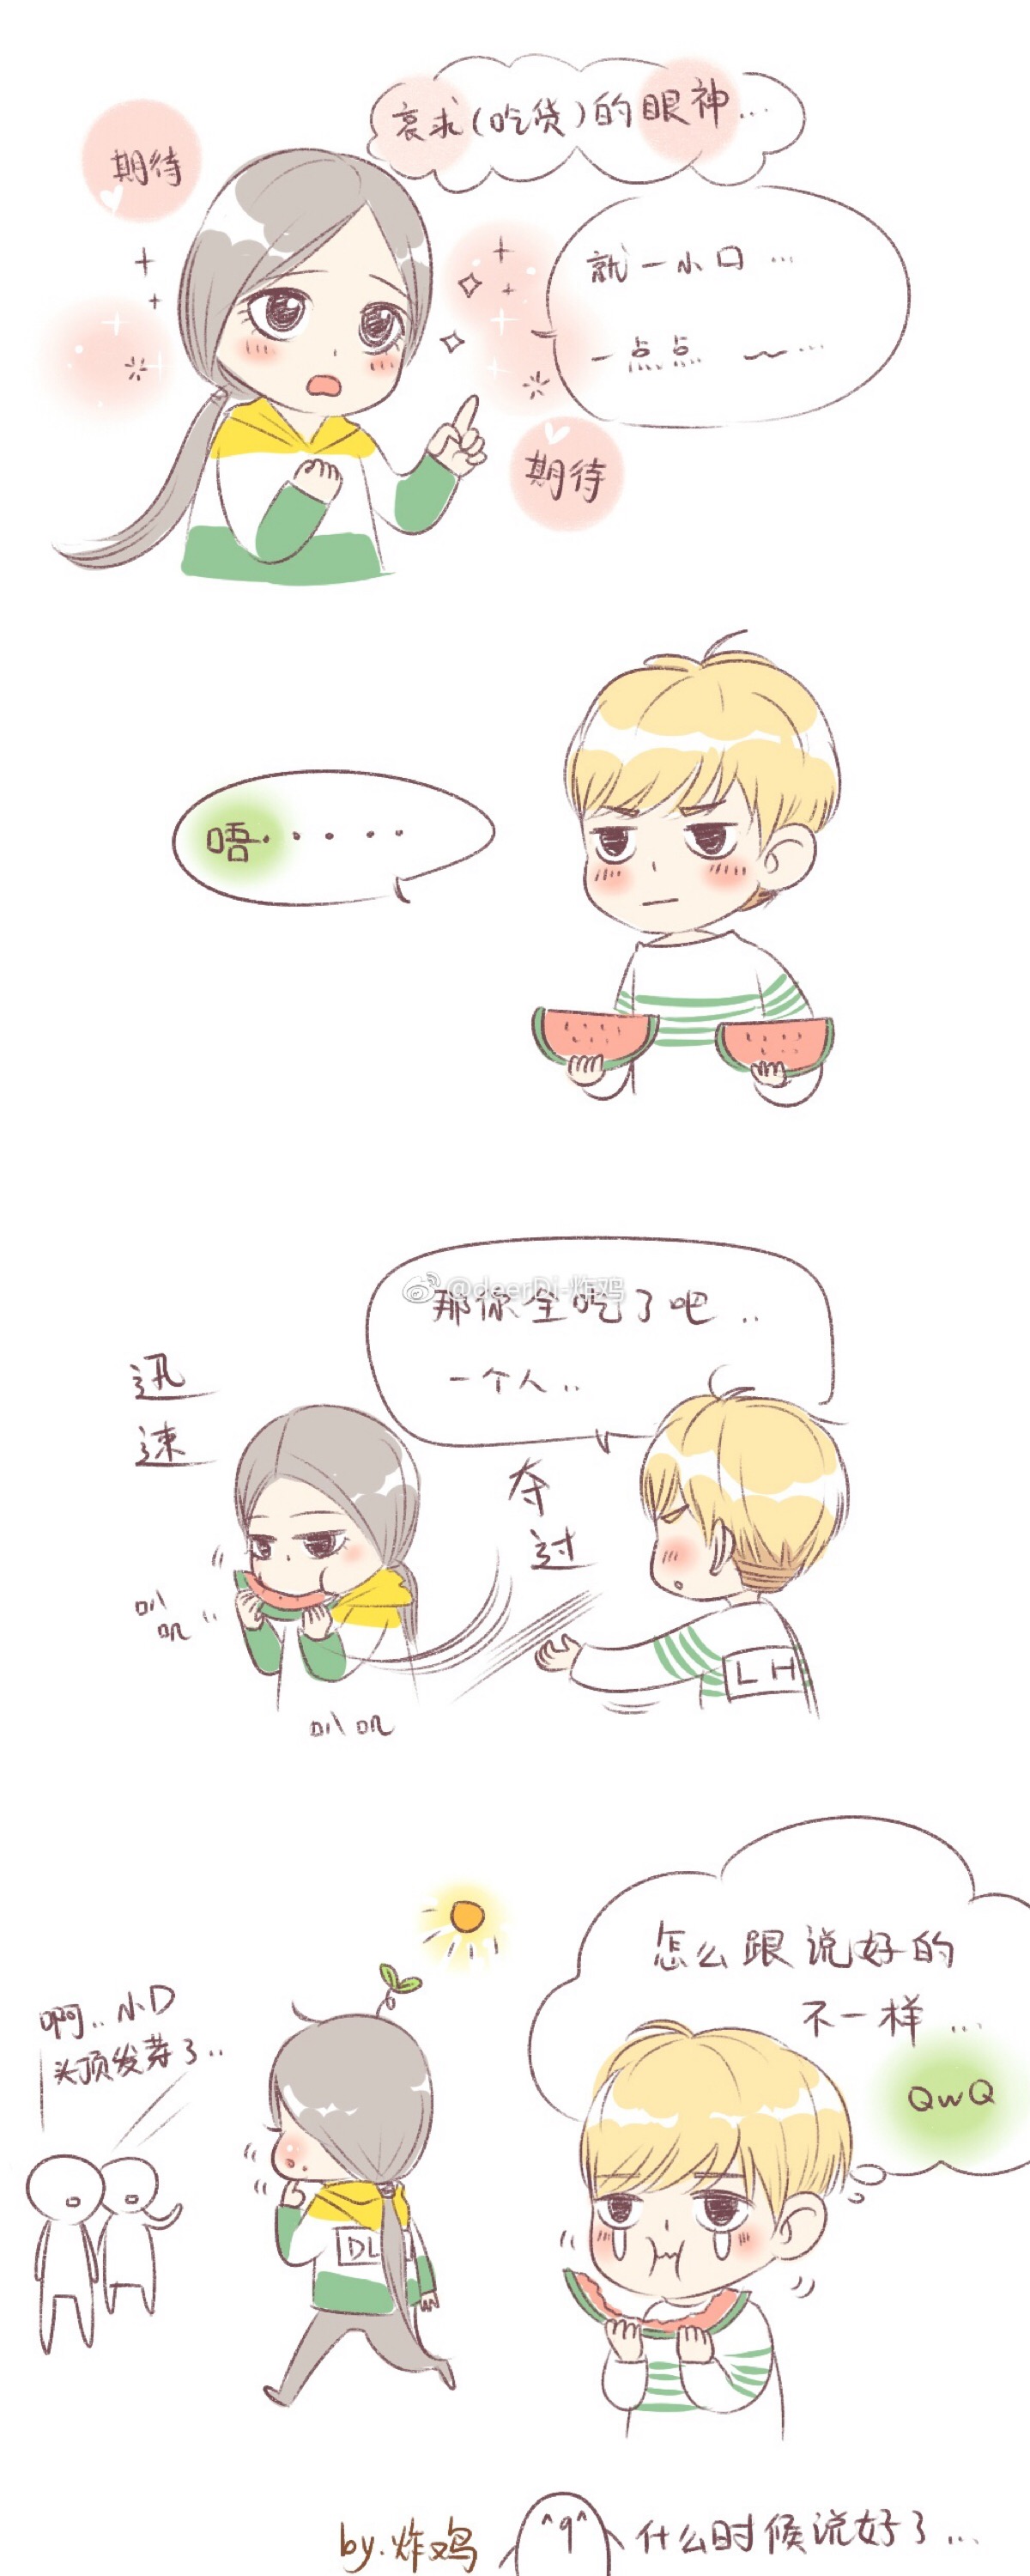 哀求(吃货)的眼神...
期待
就一小口...
一点点 ~...
期待
唔.....
@deerDj-炸鸡
那你全吃了吧..
一个人..
迅
速
夺
过
叭
叽..
LH
叭叽
怎么跟说好的
不一样...
QwQ
啊..小D
头顶发芽了..
DL
by.炸鸡
什么时候说好了...